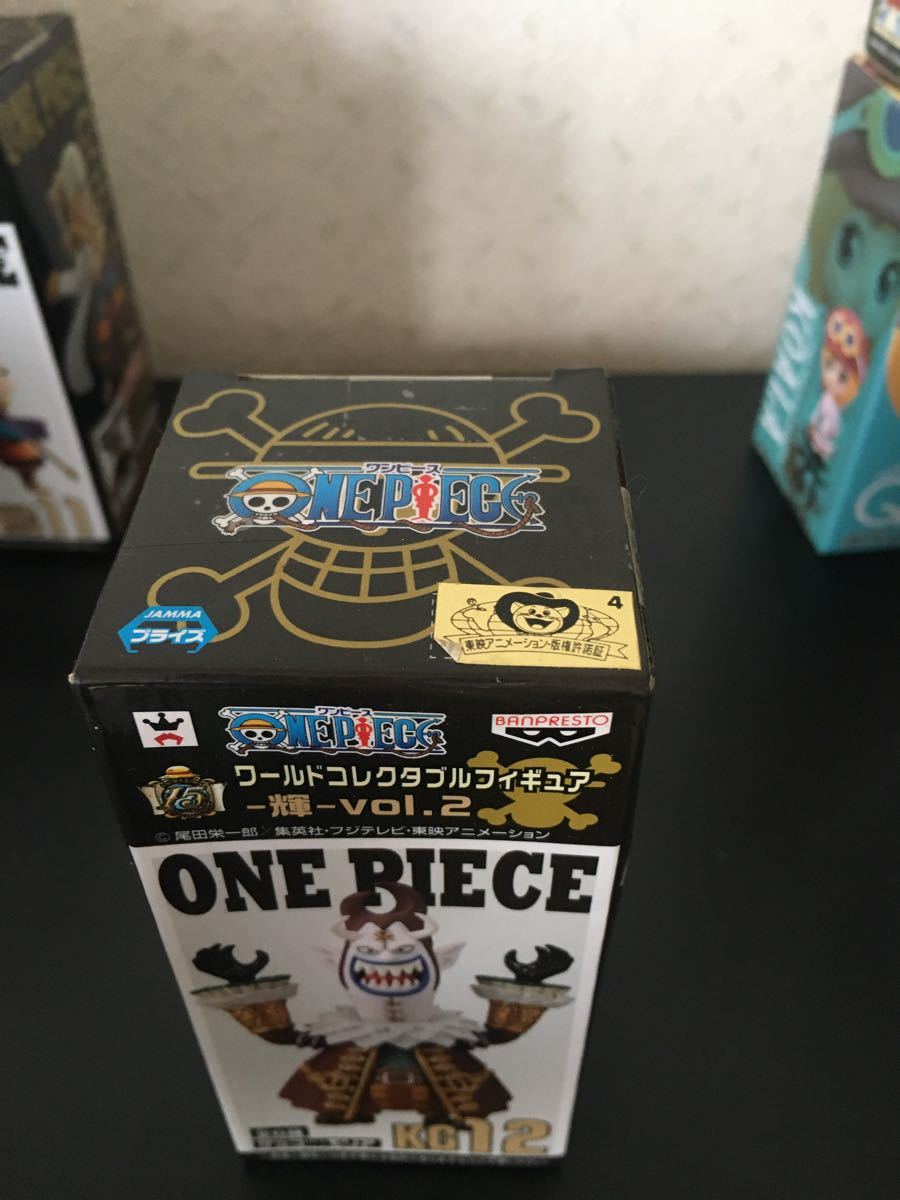 ワンピース
ONE PIECE
JAMMA
プライズ
4
東映アニメーション・版権許諾証
ワンピース
ONE PIECE
BANPRESTO
15
ワールドコレクタブルフィギュア
-輝-vol.2
© 尾田栄一郎/集英社・フジテレビ・東映アニメーション
ONE PIECE
KG12